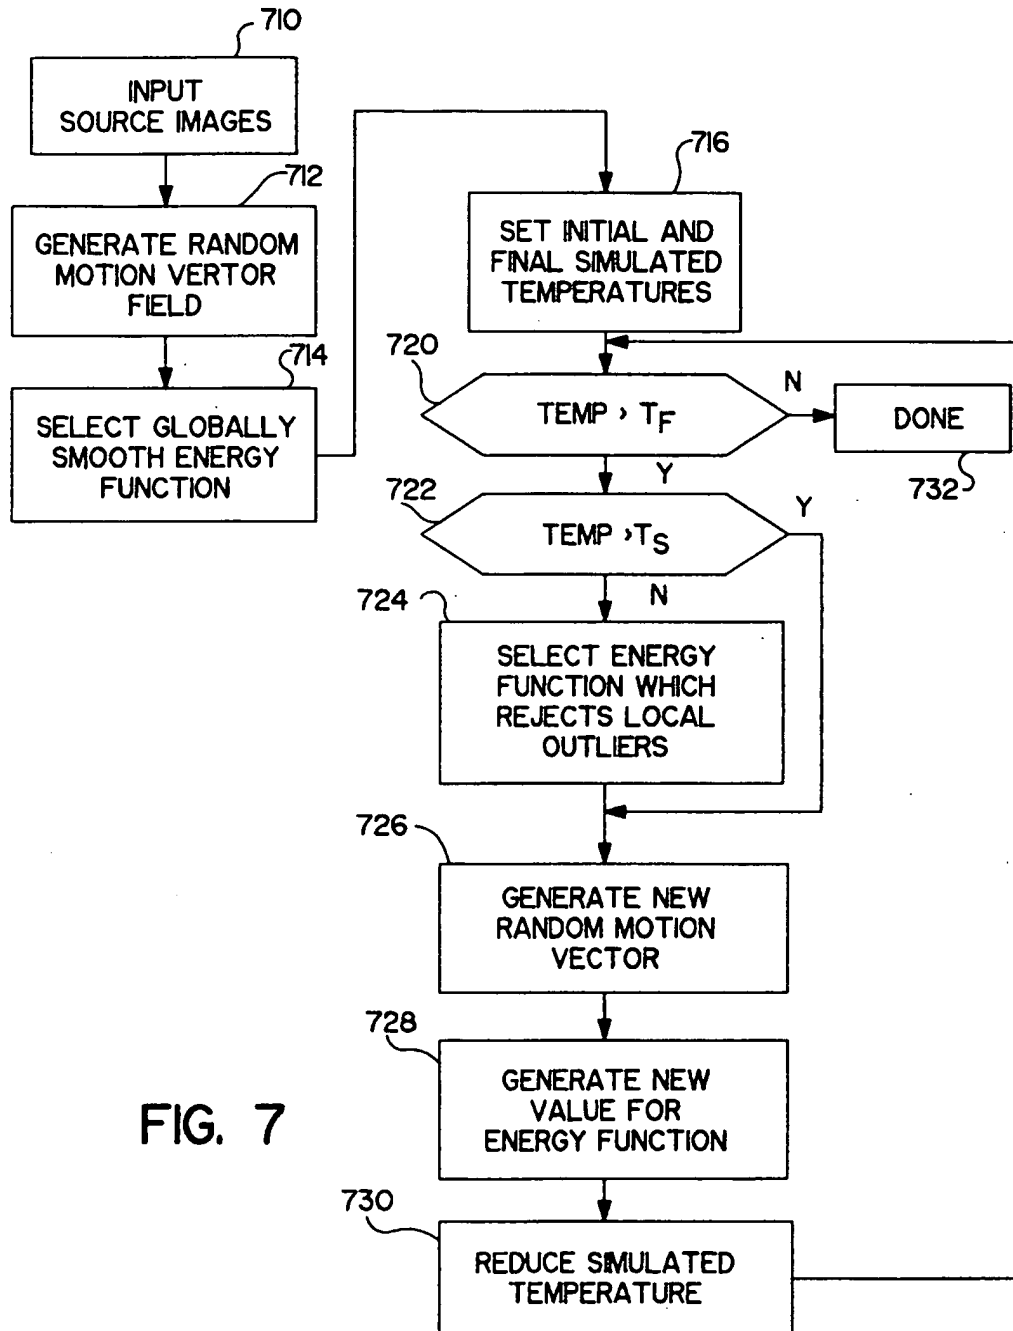 710
INPUT
SOURCE IMAGES
712
GENERATE RANDOM
MOTION VERTOR
FIELD
714
SELECT GLOBALLY
SMOOTH ENERGY
FUNCTION
716
SET INITIAL AND
FINAL SIMULATED
TEMPERATURES
720
TEMP > TF
N
DONE
732
Y
722
TEMP >TS
Y
N
724
SELECT ENERGY
FUNCTION WHICH
REJECTS LOCAL
OUTLIERS
726
GENERATE NEW
RANDOM MOTION
VECTOR
728
GENERATE NEW
VALUE FOR
ENERGY FUNCTION
730
REDUCE SIMULATED
TEMPERATURE
FIG. 7